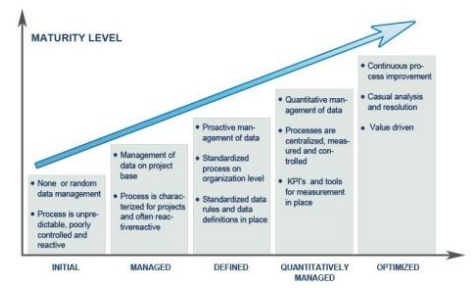 MATURITY LEVEL
• None or random
data management
• Process is unpre-
dictable, poorly
controlled and
reactive
• Management of
data on project
base
• Process is charac-
terized for projects
and often reac-
tivereactive
• Proactive man-
agement of data
• Standardized
process on
organization level
• Standardized data
rules and data
definitions in place
• Quantitative man-
agement of data
• Processes are
centralized, meas-
ured and con-
trolled
• KPI's and tools
for measurement
in place
• Continuous pro-
cess improvement
• Casual analysis
and resolution
• Value driven
INITIAL
MANAGED
DEFINED
QUANTITATIVELY
MANAGED
OPTIMIZED